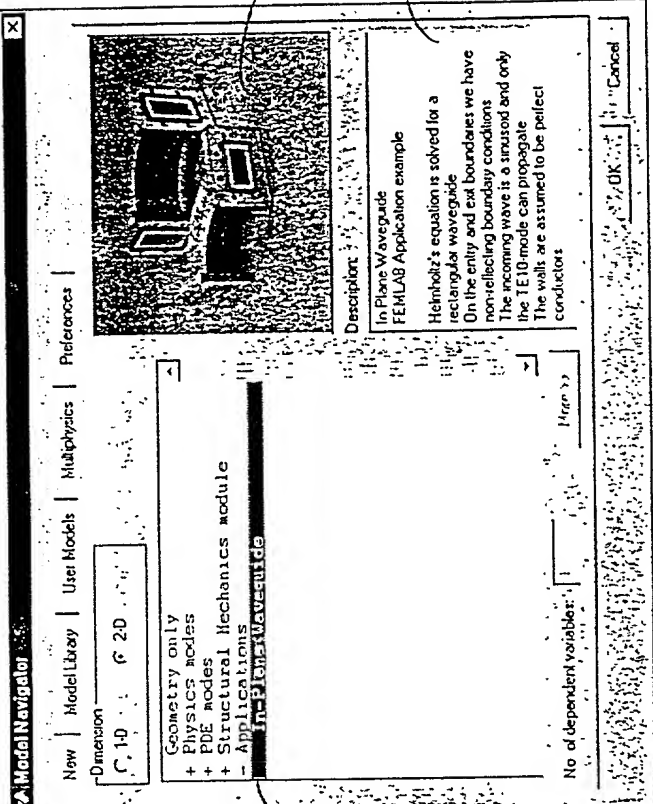 Model Navigator
New | Model Library | User Models | Multiphysics | Preferences
Dimension
1-D 2-D
Geometry only
+ Physics modes
+ PDE modes
+ Structural Mechanics module
- Applications
In-Plane Waveguide
No of dependent variables: 1
More >>
Description:
In Plane Waveguide
FEMLAB Application example
Helmholtz's equation is solved for a
rectangular waveguide
On the entry and exit boundaries we have
non-reflecting boundary conditions
The incoming wave is a sinusoid and only
the TE10-mode can propagate
The walls are assumed to be perfect
conductors
OK
Cancel